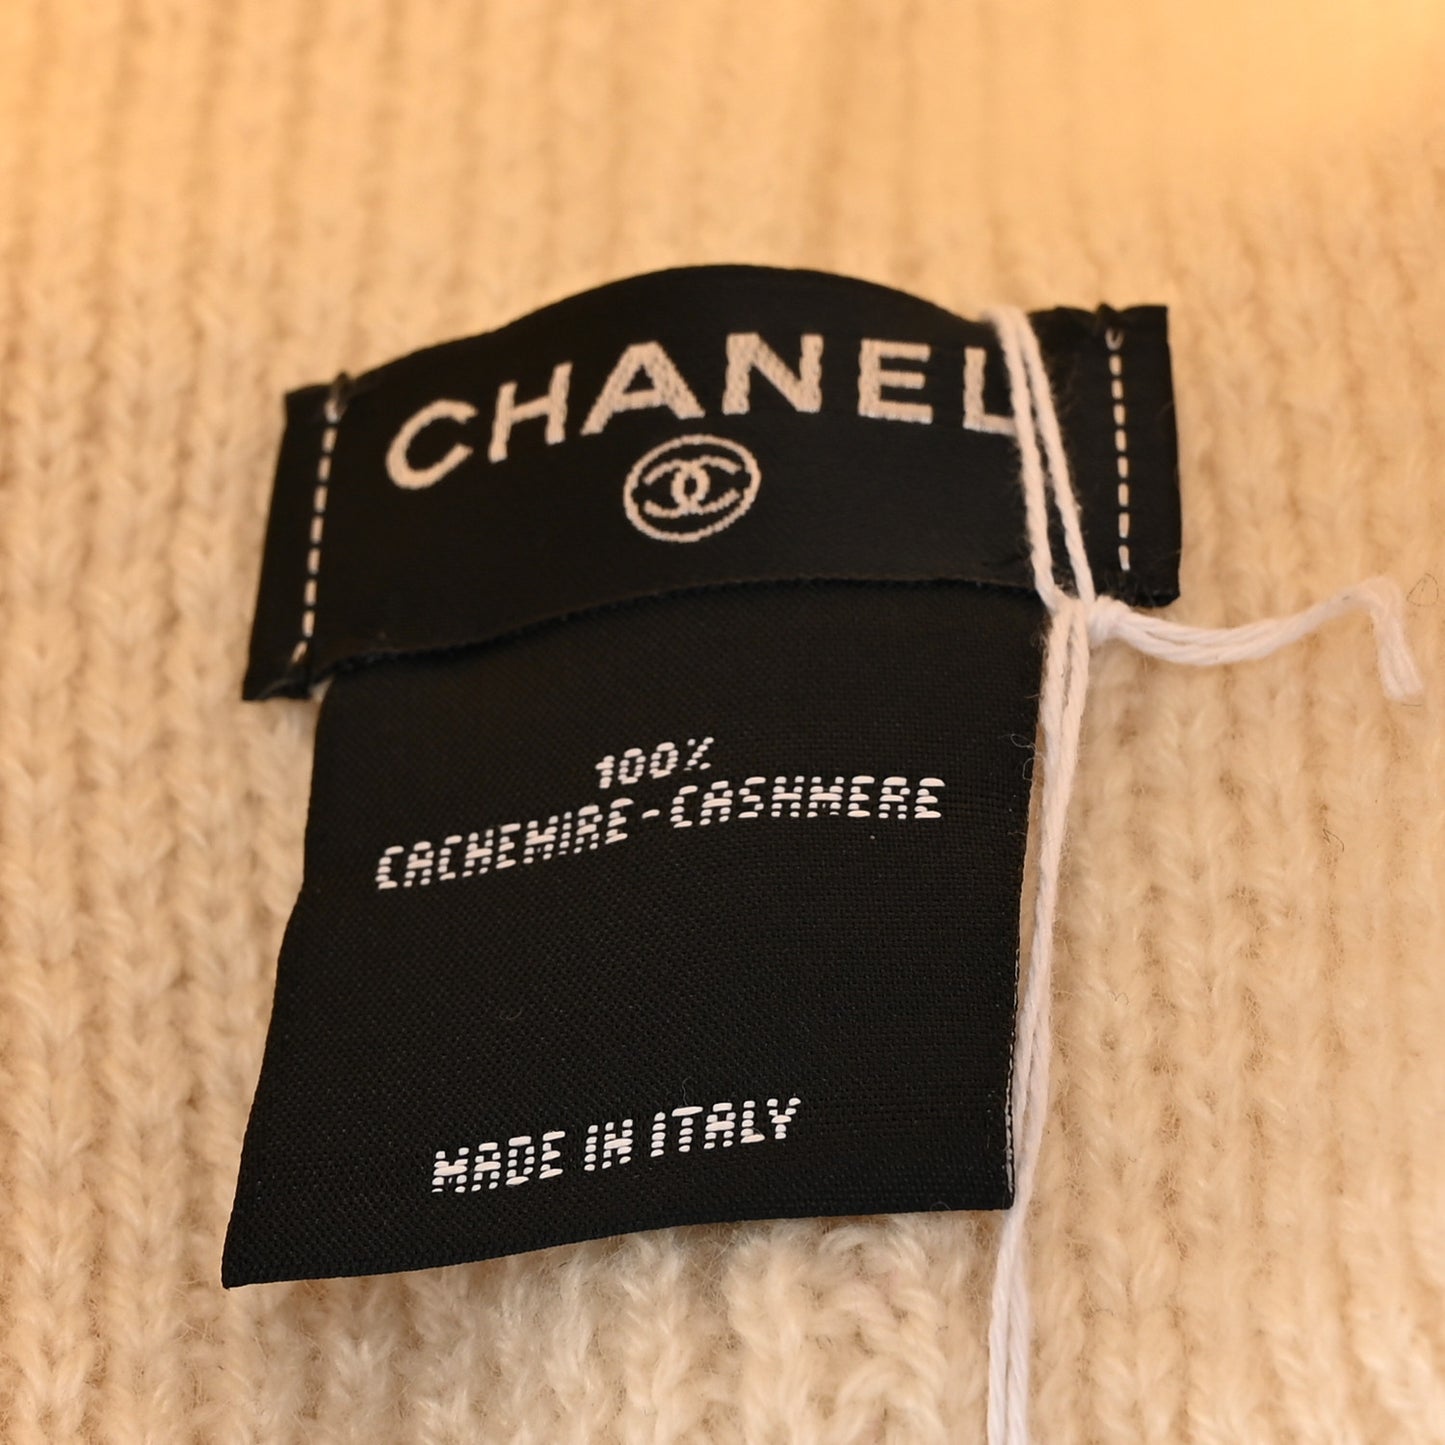 CHANEL
100%
CACHEMIRE-CASHMERE
MADE IN ITALY